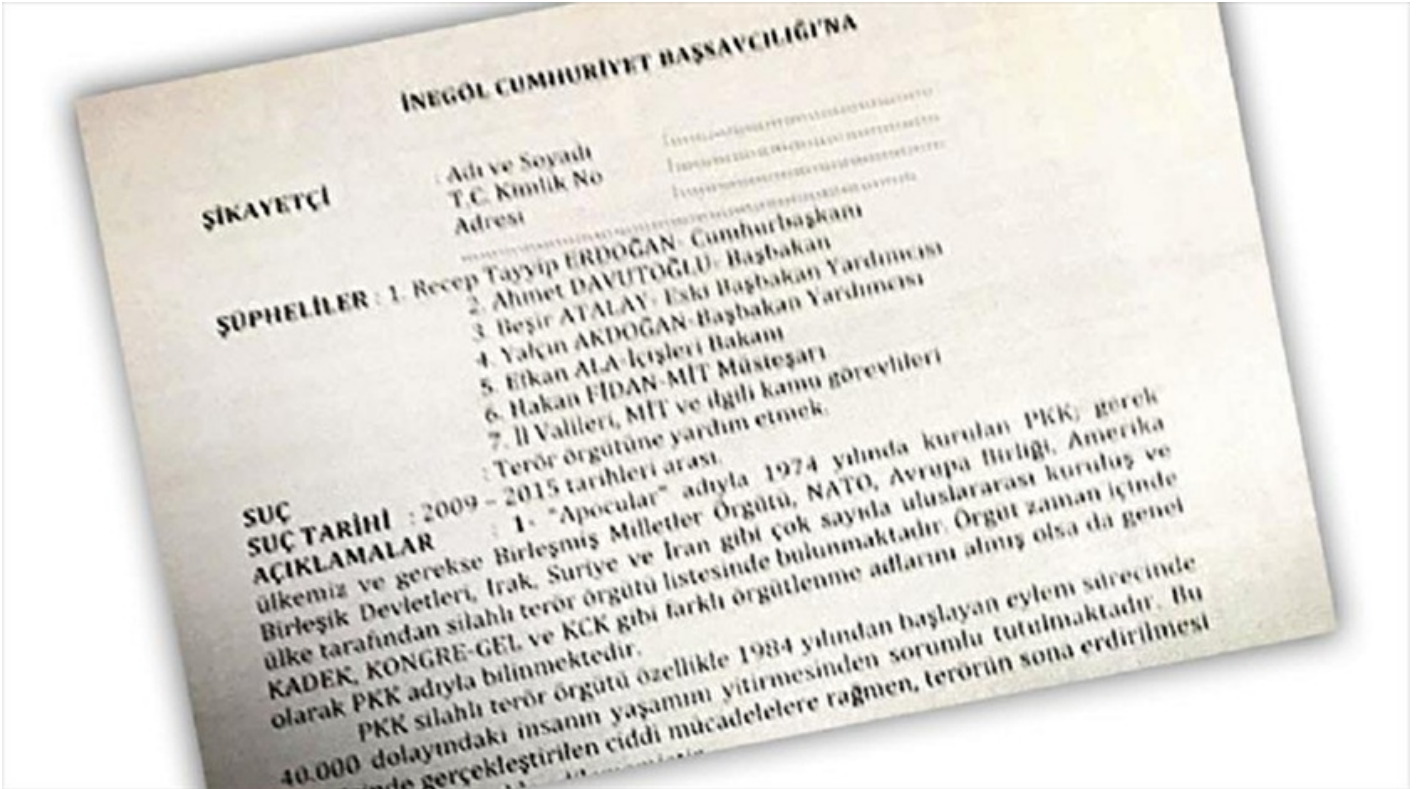 İNEGÖL CUMHURİYET BAŞSAVCILIĞI'NA
ŞİKAYETÇİ : Adı ve Soyadı
T.C. Kimlik No
Adresi
ŞÜPHELİLER : 1. Recep Tayyip ERDOĞAN- Cumhurbaşkanı
2. Ahmet DAVUTOĞLU- Başbakan
3. Beşir ATALAY- Eski Başbakan Yardımcısı
4. Yalçın AKDOĞAN-Başbakan Yardımcısı
5. Efkan ALA-İçişleri Bakanı
6. Hakan FİDAN-MİT Müsteşarı
7. İl Valileri, MİT ve ilgili kamu görevlileri
SUÇ : Terör örgütüne yardım etmek.
SUÇ TARİHİ : 2009 – 2015 tarihleri arası.
AÇIKLAMALAR : 1- "Apocular" adıyla 1974 yılında kurulan PKK; gerek
ülkemiz ve gerekse Birleşmiş Milletler Örgütü, NATO, Avrupa Birliği, Amerika
Birleşik Devletleri, Irak, Suriye ve İran gibi çok sayıda uluslararası kuruluş ve
ülke tarafından silahlı terör örgütü listesinde bulunmaktadır. Örgüt zaman içinde
KADEK, KONGRE-GEL ve KCK gibi farklı örgütlenme adlarını almış olsa da genel
olarak PKK adıyla bilinmektedir.
PKK silahlı terör örgütü özellikle 1984 yılından başlayan eylem sürecinde
40.000 dolayındaki insanın yaşamını yitirmesinden sorumlu tutulmaktadır. Bu
gerçekleştirilen ciddi mücadelelere rağmen, terörün sona erdirilmesi